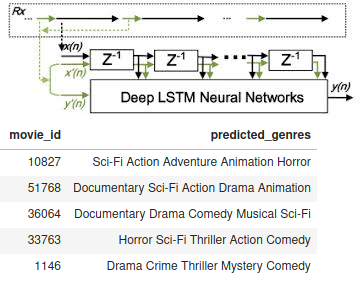 Rx
x(n)
x'(n)
Z-1 Z-1 ... Z-1
y'(n)
Deep LSTM Neural Networks
y(n)
movie_id predicted_genres
10827 Sci-Fi Action Adventure Animation Horror
51768 Documentary Sci-Fi Action Drama Animation
36064 Documentary Drama Comedy Musical Sci-Fi
33763 Horror Sci-Fi Thriller Action Comedy
1146 Drama Crime Thriller Mystery Comedy